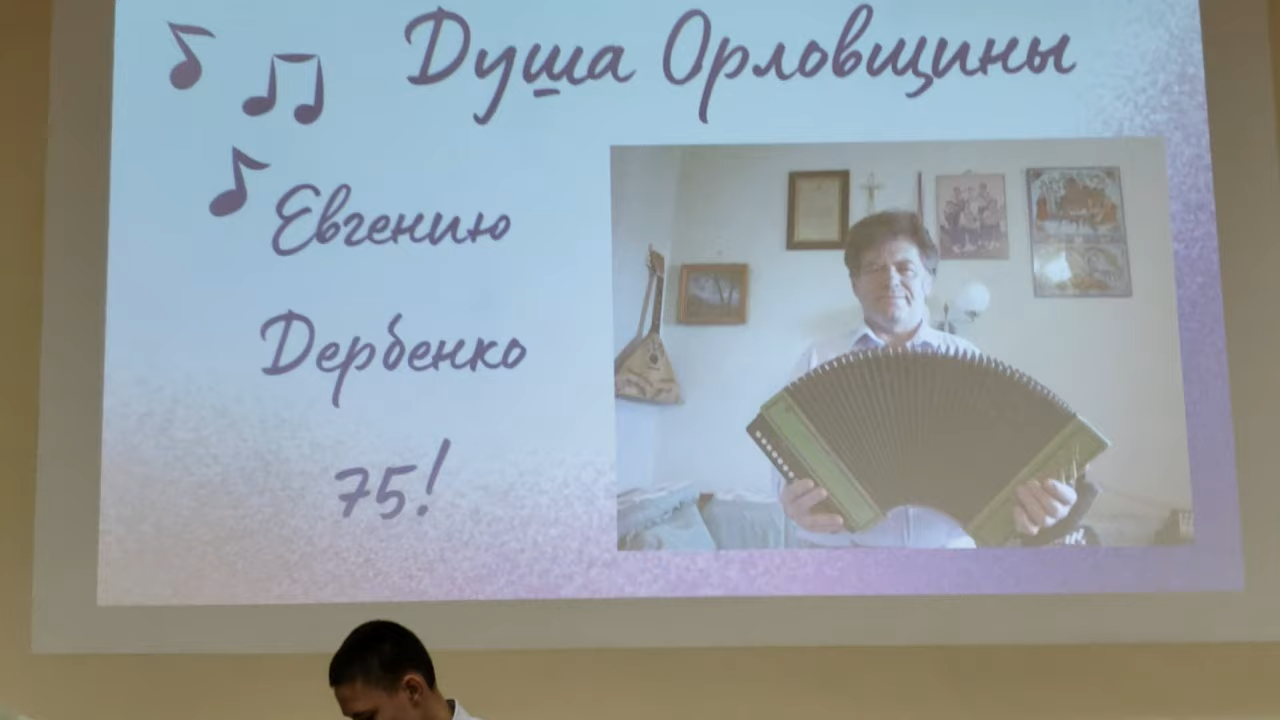 Душа Орловщины
Евгению
Дербенко
75!